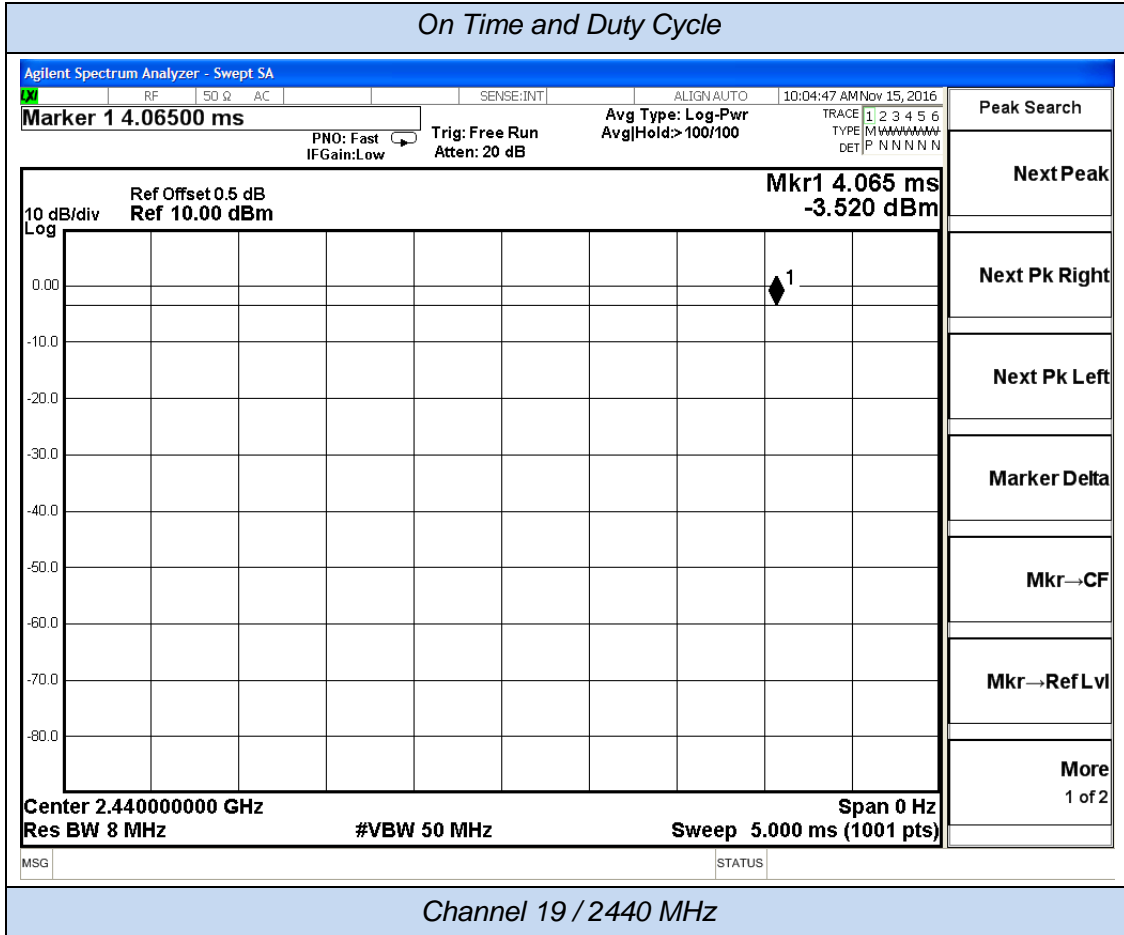 On Time and Duty Cycle
Agilent Spectrum Analyzer - Swept SA
LXI RF 50 Ω AC SENSE:INT ALIGN AUTO 10:04:47 AM Nov 15, 2016
Marker 1 4.06500 ms
PNO: Fast
IFGain:Low
Trig: Free Run
Atten: 20 dB
Avg Type: Log-Pwr
Avg|Hold:>100/100
TRACE 1 2 3 4 5 6
TYPE M
DET P N N N N N
Ref Offset 0.5 dB
10 dB/div Ref 10.00 dBm
Log
Mkr1 4.065 ms
-3.520 dBm
1
0.00
-10.0
-20.0
-30.0
-40.0
-50.0
-60.0
-70.0
-80.0
Center 2.440000000 GHz Span 0 Hz
Res BW 8 MHz #VBW 50 MHz Sweep 5.000 ms (1001 pts)
MSG STATUS
Peak Search
Next Peak
Next Pk Right
Next Pk Left
Marker Delta
Mkr→CF
Mkr→Ref Lvl
More
1 of 2
Channel 19 / 2440 MHz